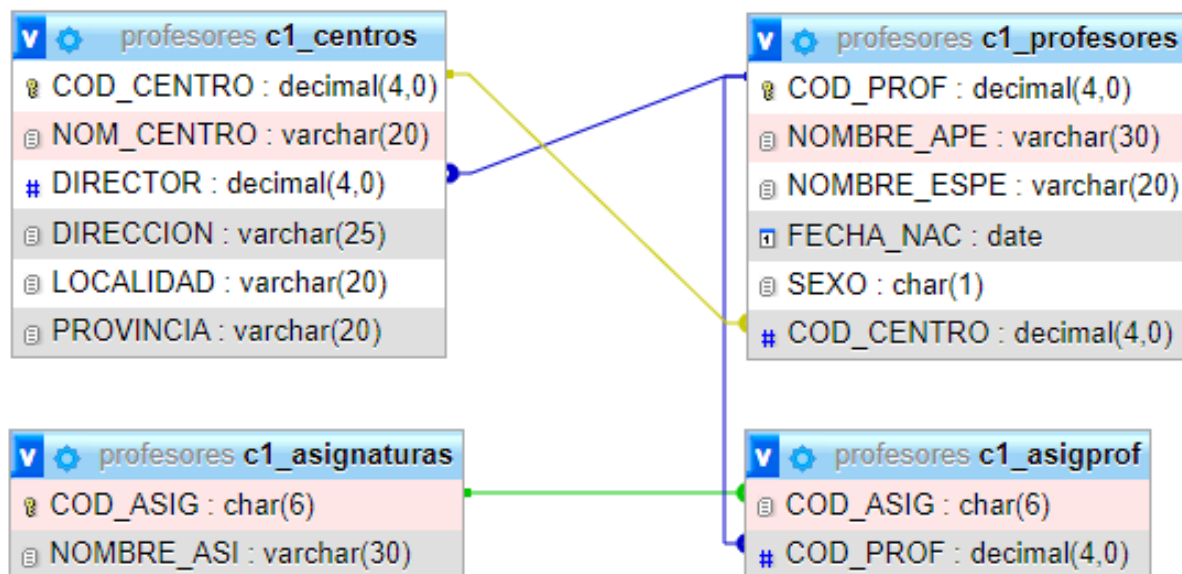 profesores c1_centros
COD_CENTRO : decimal(4,0)
NOM_CENTRO : varchar(20)
# DIRECTOR : decimal(4,0)
DIRECCION : varchar(25)
LOCALIDAD : varchar(20)
PROVINCIA : varchar(20)
profesores c1_profesores
COD_PROF : decimal(4,0)
NOMBRE_APE : varchar(30)
NOMBRE_ESPE : varchar(20)
FECHA_NAC : date
SEXO : char(1)
# COD_CENTRO : decimal(4,0)
profesores c1_asignaturas
COD_ASIG : char(6)
NOMBRE_ASI : varchar(30)
profesores c1_asigprof
COD_ASIG : char(6)
# COD_PROF : decimal(4,0)